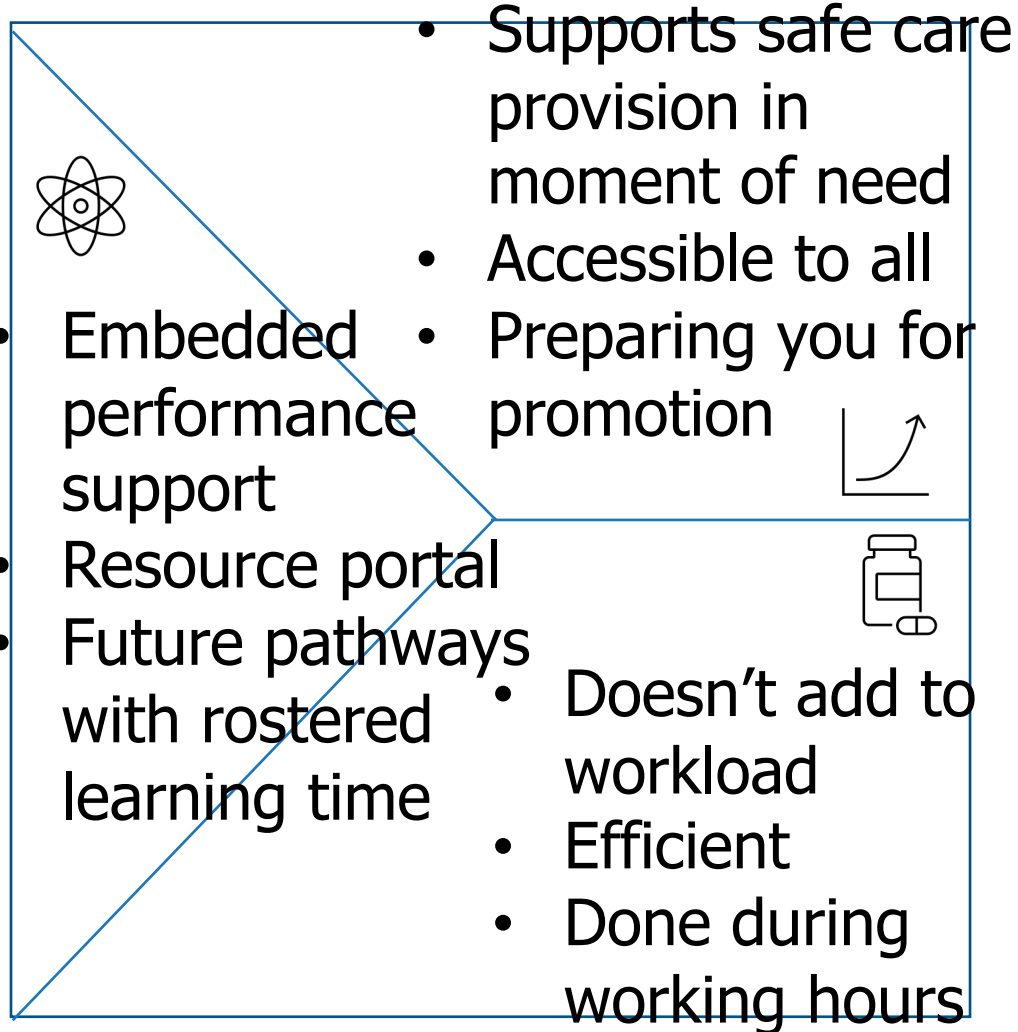 • Supports safe care
provision in
moment of need
• Accessible to all
• Preparing you for
promotion
• Embedded
performance
support
• Resource portal
• Future pathways
with rostered
learning time
• Doesn’t add to
workload
• Efficient
• Done during
working hours